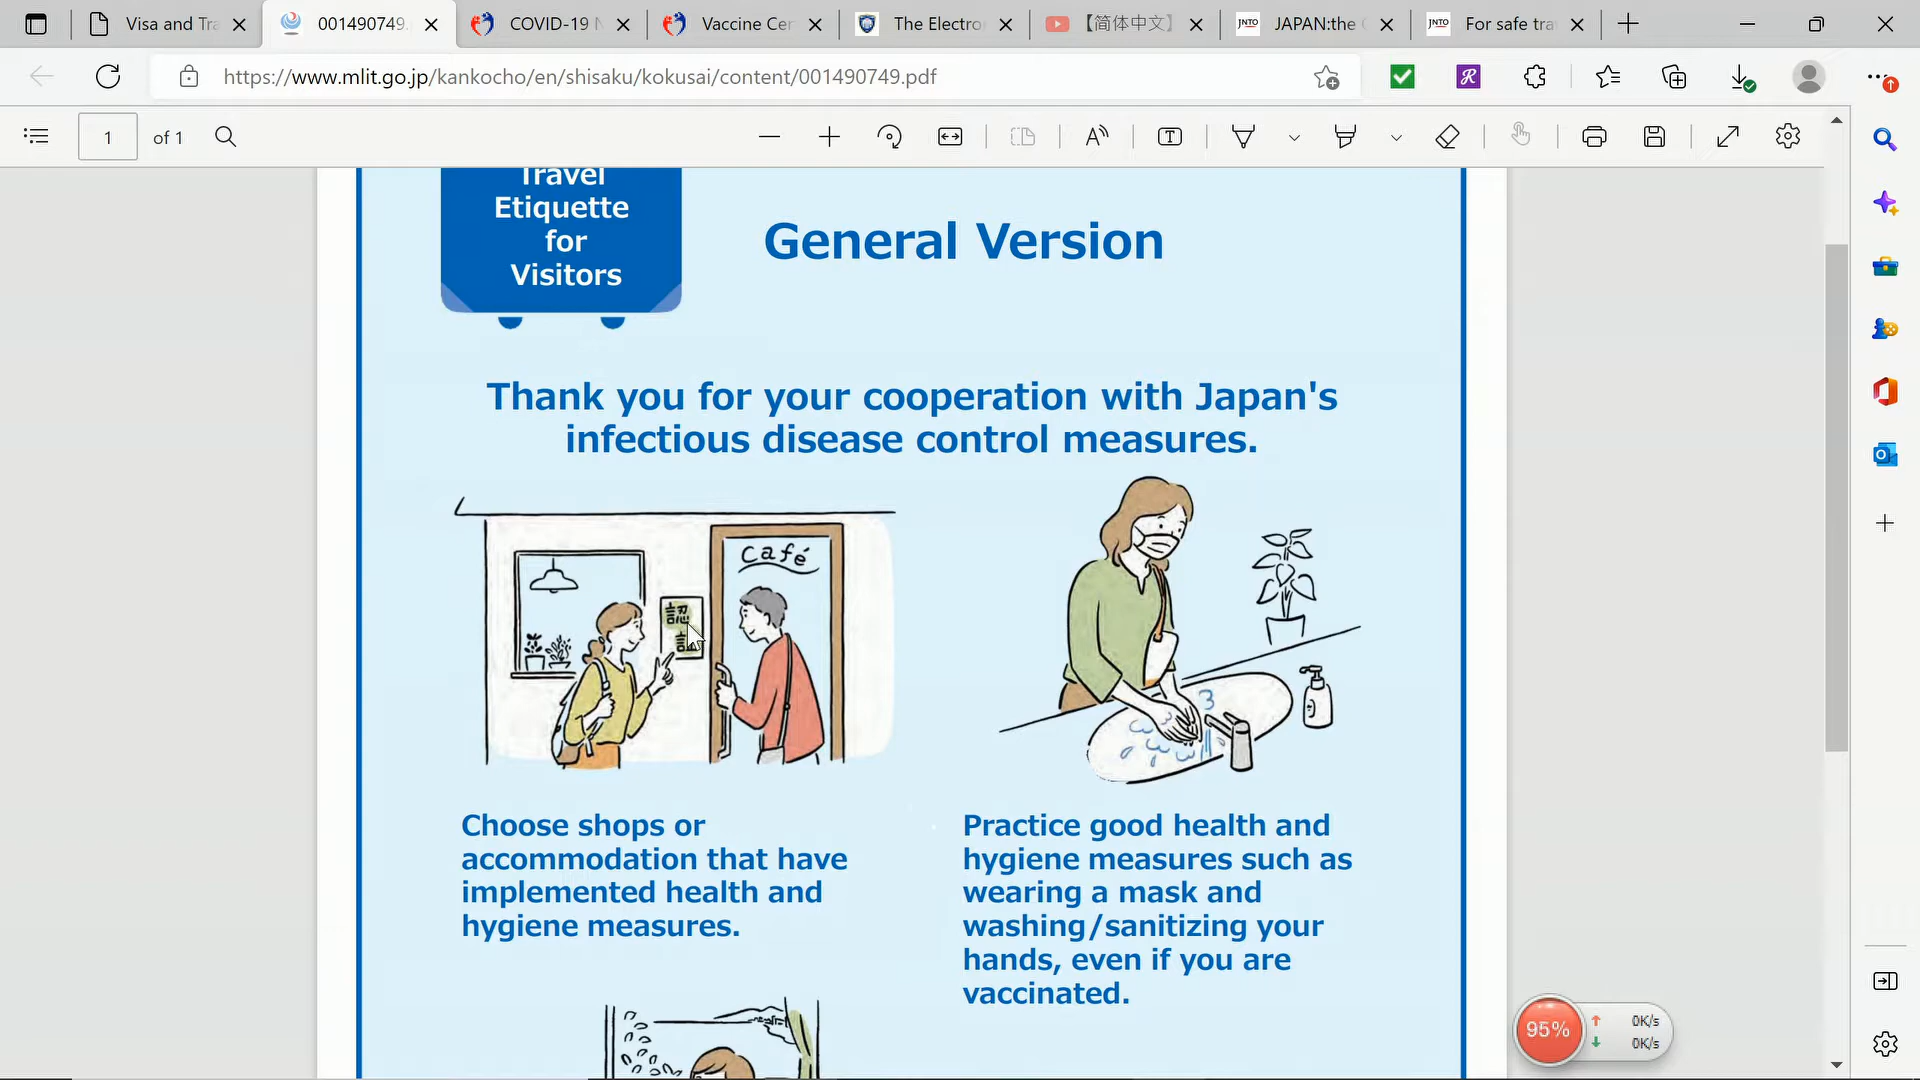 Visa and Tra
001490749.
COVID-19 N
Vaccine Cer
The Electro
【简体中文】
JNTO
JAPAN:the
JNTO
For safe tra
https://www.mlit.go.jp/kankocho/en/shisaku/kokusai/content/001490749.pdf
1 of 1
Travel
Etiquette
for
Visitors
General Version
Thank you for your cooperation with Japan's
infectious disease control measures.
Café
認
Choose shops or
accommodation that have
implemented health and
hygiene measures.
Practice good health and
hygiene measures such as
wearing a mask and
washing/sanitizing your
hands, even if you are
vaccinated.
95%
0K/s
0K/s